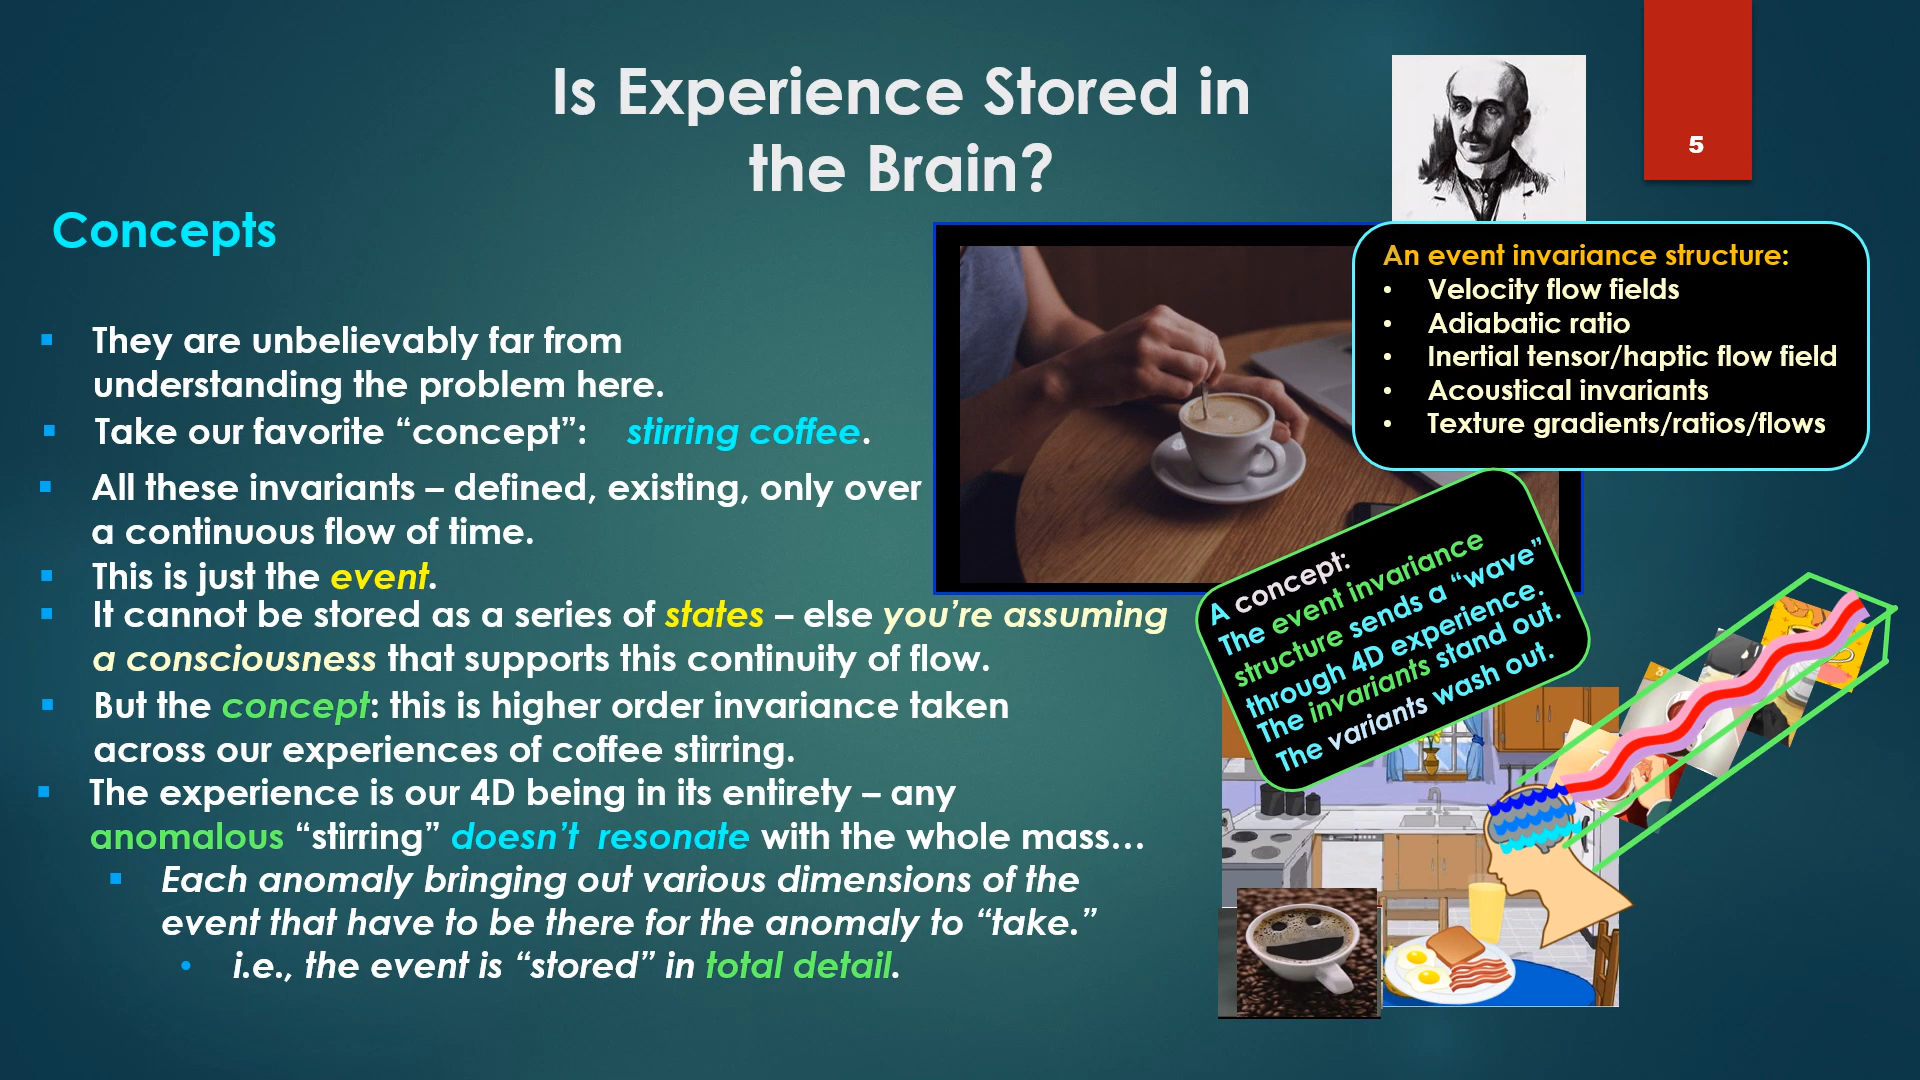 Is Experience Stored in
the Brain?
5
Concepts
They are unbelievably far from
understanding the problem here.
Take our favorite “concept”: stirring coffee.
All these invariants – defined, existing, only over
a continuous flow of time.
This is just the event.
It cannot be stored as a series of states – else you’re assuming
a consciousness that supports this continuity of flow.
But the concept: this is higher order invariance taken
across our experiences of coffee stirring.
The experience is our 4D being in its entirety – any
anomalous “stirring” doesn’t resonate with the whole mass…
Each anomaly bringing out various dimensions of the
event that have to be there for the anomaly to “take.”
i.e., the event is “stored” in total detail.
An event invariance structure:
• Velocity flow fields
• Adiabatic ratio
• Inertial tensor/haptic flow field
• Acoustical invariants
• Texture gradients/ratios/flows
A concept:
The event invariance
structure sends a “wave”
through 4D experience.
The invariants stand out.
The variants wash out.